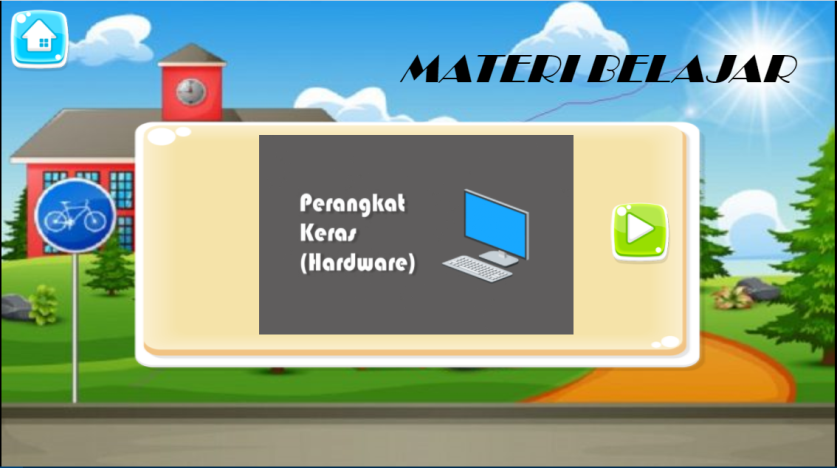 MATERI BELAJAR
Perangkat
Keras
(Hardware)